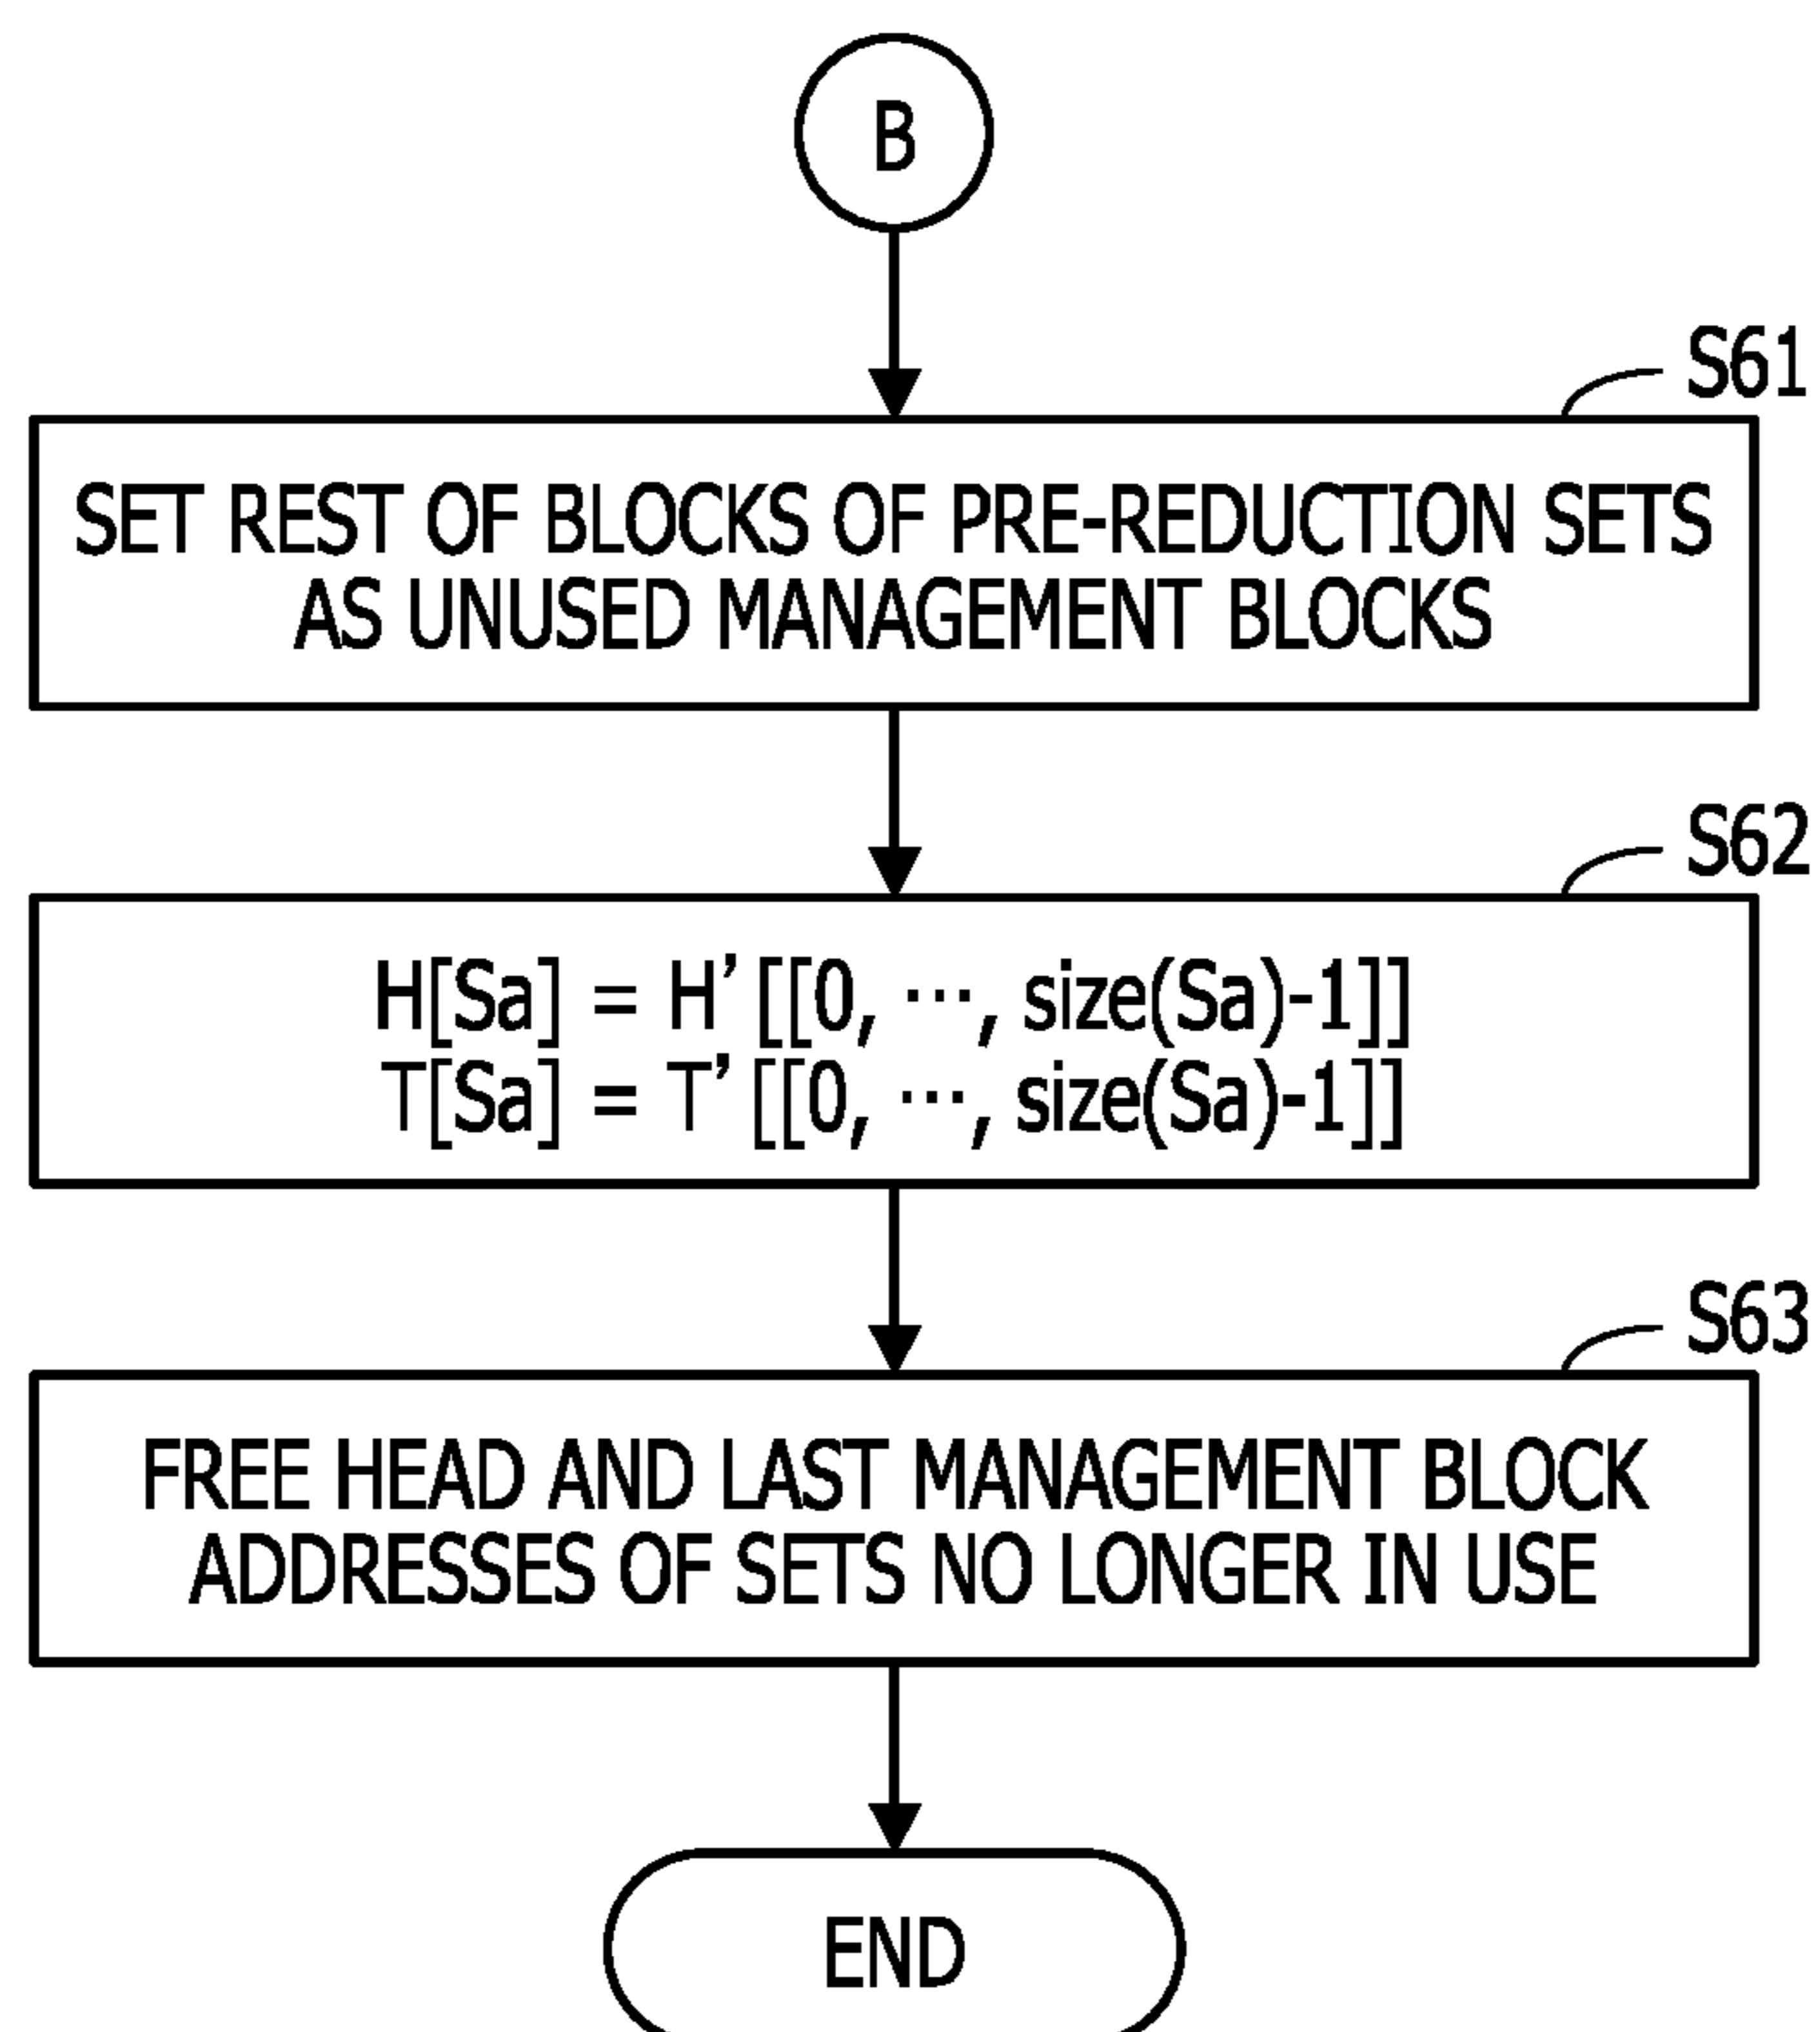 B
S61
SET REST OF BLOCKS OF PRE-REDUCTION SETS
AS UNUSED MANAGEMENT BLOCKS
S62
H[Sa] = H’ [[0, ···, size(Sa)-1]]
T[Sa] = T’ [[0, ···, size(Sa)-1]]
S63
FREE HEAD AND LAST MANAGEMENT BLOCK
ADDRESSES OF SETS NO LONGER IN USE
END